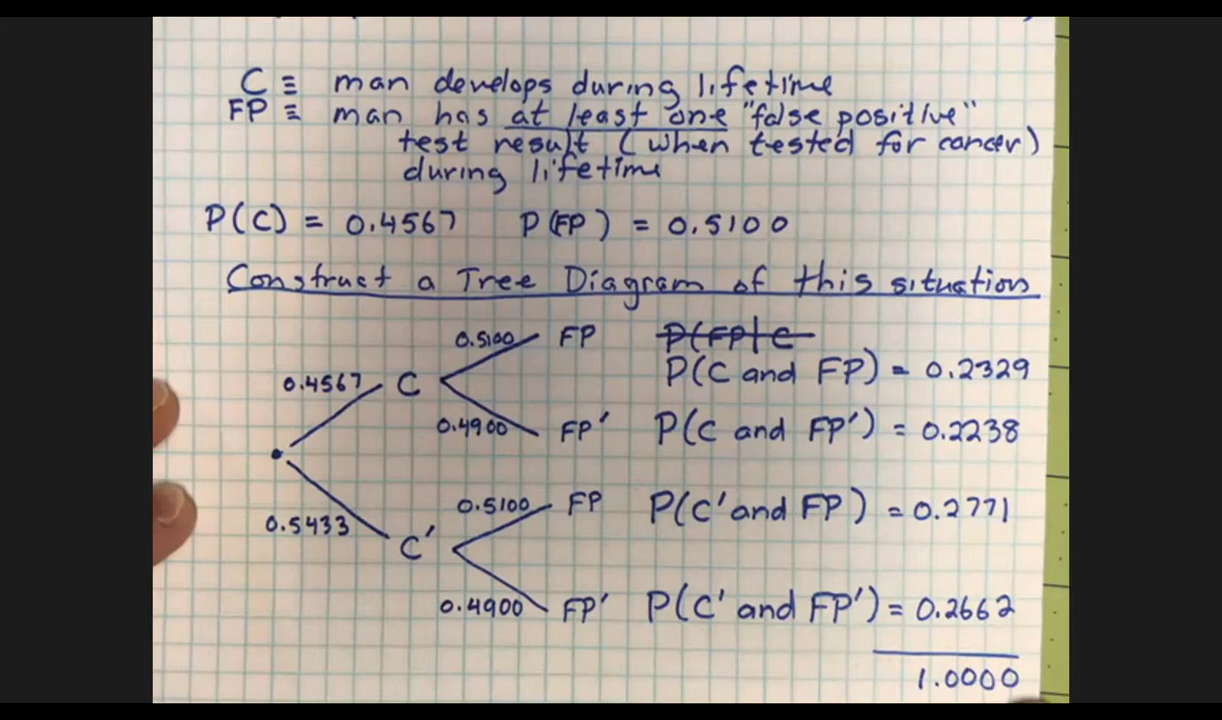 C ≡ man develops during lifetime
FP ≡ man has at least one "false positive"
test result (when tested for cancer)
during lifetime
P(C) = 0.4567 P(FP) = 0.5100
Construct a Tree Diagram of this situation
0.5100 FP P(FP|C
0.4567 C P(C and FP) = 0.2329
0.4900 FP' P(C and FP') = 0.2238
0.5100 FP P(C' and FP) = 0.2771
0.5433 C'
0.4900 FP' P(C' and FP') = 0.2662
1.0000